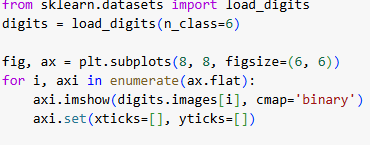 from sklearn.datasets import load_digits
digits = load_digits(n_class=6)
fig, ax = plt.subplots(8, 8, figsize=(6, 6))
for i, axi in enumerate(ax.flat):
    axi.imshow(digits.images[i], cmap='binary')
    axi.set(xticks=[], yticks=[])